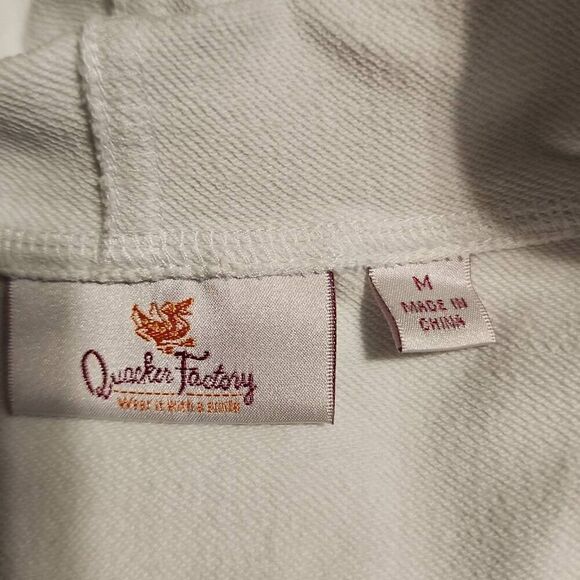 Quacker Factory
Wear it with a smile
M
MADE IN
CHINA